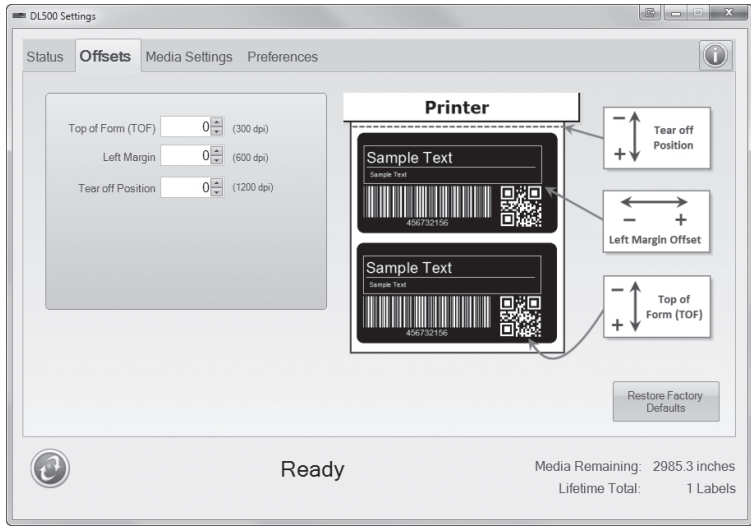 DL500 Settings
Status Offsets Media Settings Preferences
Top of Form (TOF) 0 (300 dpi)
Left Margin 0 (600 dpi)
Tear off Position 0 (1200 dpi)
Printer
Sample Text
Sample Text
456732156
Sample Text
Sample Text
456732156
− +
Tear off
Position
− +
Left Margin Offset
− +
Top of
Form (TOF)
Restore Factory
Defaults
Ready
Media Remaining: 2985.3 inches
Lifetime Total: 1 Labels